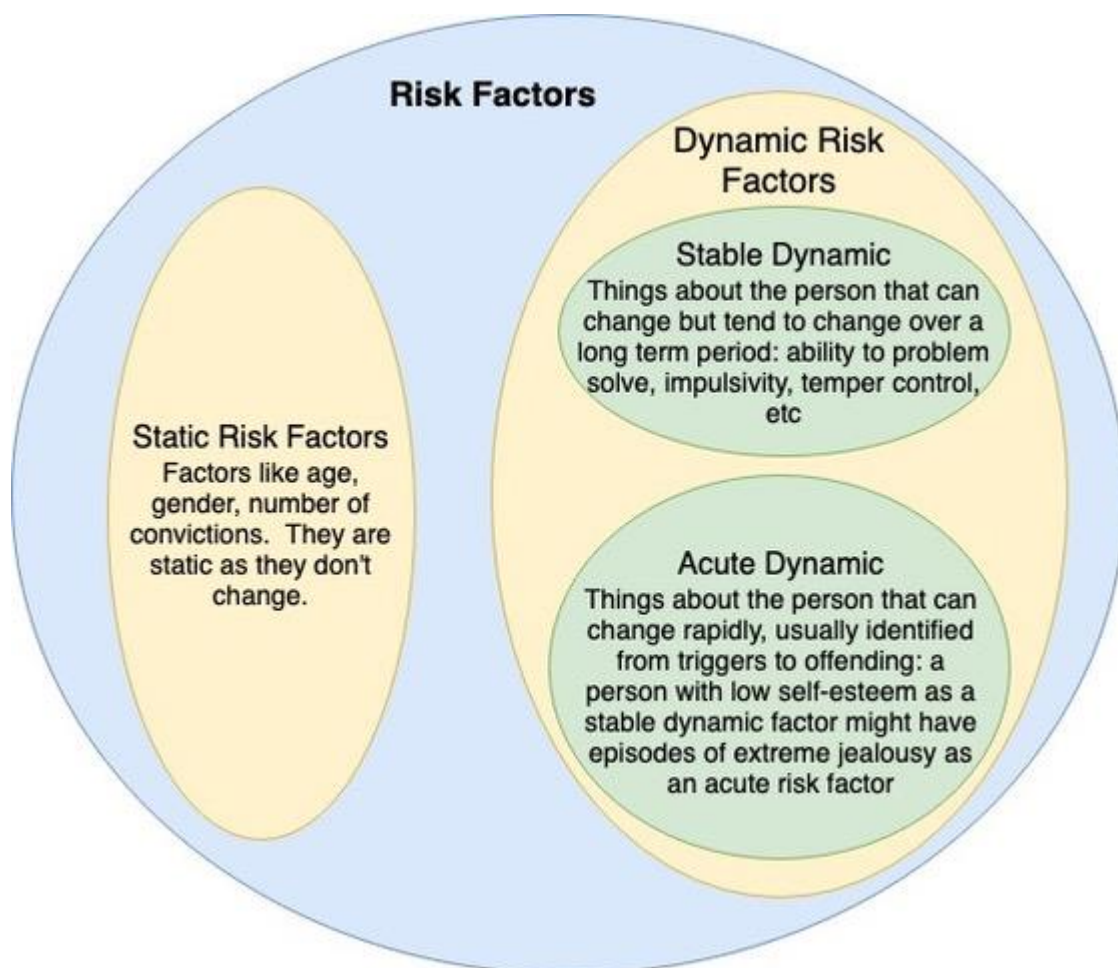 Risk Factors
Static Risk Factors
Factors like age,
gender, number of
convictions.  They are
static as they don't
change.
Dynamic Risk
Factors
Stable Dynamic
Things about the person that can
change but tend to change over a
long term period: ability to problem
solve, impulsivity, temper control,
etc
Acute Dynamic
Things about the person that can
change rapidly, usually identified
from triggers to offending: a
person with low self-esteem as a
stable dynamic factor might have
episodes of extreme jealousy as
an acute risk factor